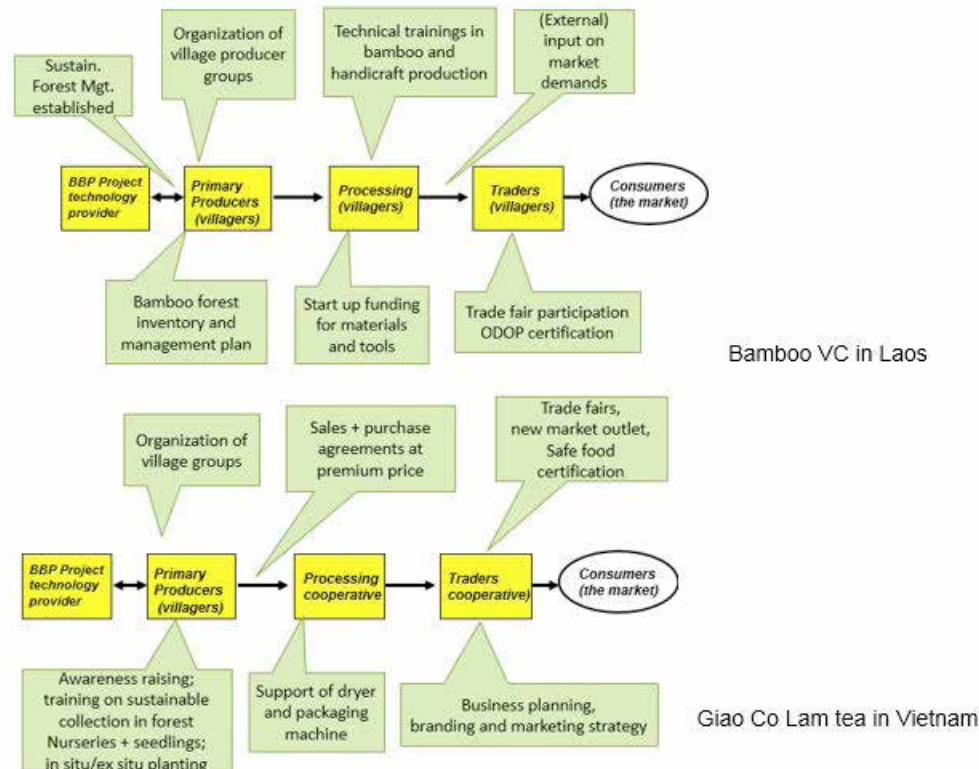 Sustain.
Forest Mgt.
established
Organization of
village producer
groups
Technical trainings in
bamboo and
handicraft production
(External)
input on
market
demands
BBP Project
technology
provider
Primary
Producers
(villagers)
Processing
(villagers)
Traders
(villagers)
Consumers
(the market)
Bamboo forest
inventory and
management plan
Start up funding
for materials
and tools
Trade fair participation
ODOP certification
Bamboo VC in Laos
Organization of
village groups
Sales + purchase
agreements at
premium price
Trade fairs,
new market outlet,
Safe food
certification
BBP Project
technology
provider
Primary
Producers
(villagers)
Processing
cooperative
Traders
cooperative)
Consumers
(the market)
Awareness raising;
training on sustainable
collection in forest
Nurseries + seedlings;
in situ/ex situ planting
Support of dryer
and packaging
machine
Business planning,
branding and marketing strategy
Giao Co Lam tea in Vietnam